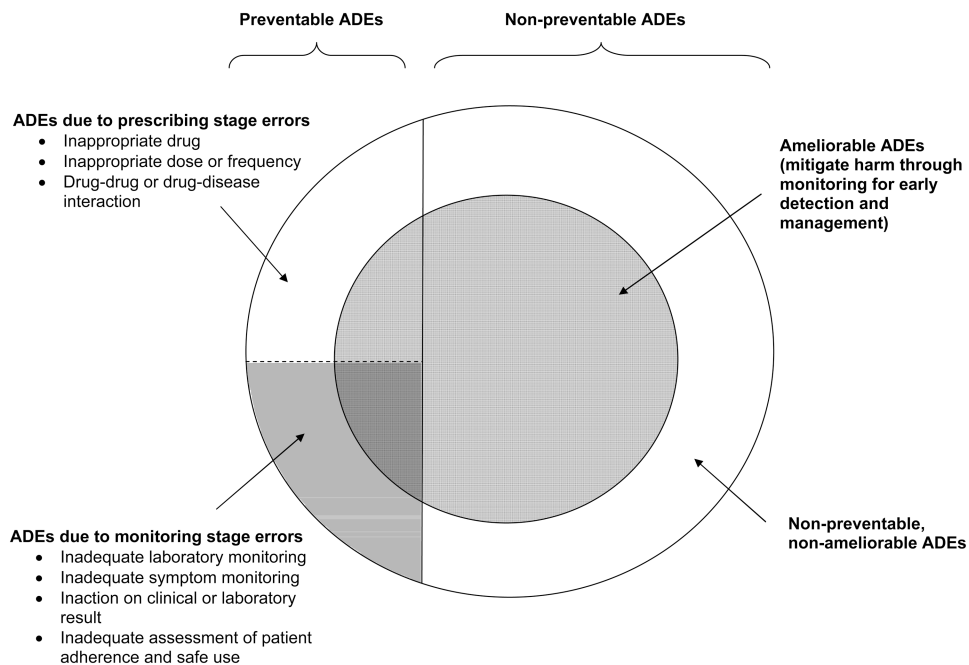 Preventable ADEs
Non-preventable ADEs
ADEs due to prescribing stage errors
• Inappropriate drug
• Inappropriate dose or frequency
• Drug-drug or drug-disease
interaction
Ameliorable ADEs
(mitigate harm through
monitoring for early
detection and
management)
ADEs due to monitoring stage errors
• Inadequate laboratory monitoring
• Inadequate symptom monitoring
• Inaction on clinical or laboratory
result
• Inadequate assessment of patient
adherence and safe use
Non-preventable,
non-ameliorable ADEs